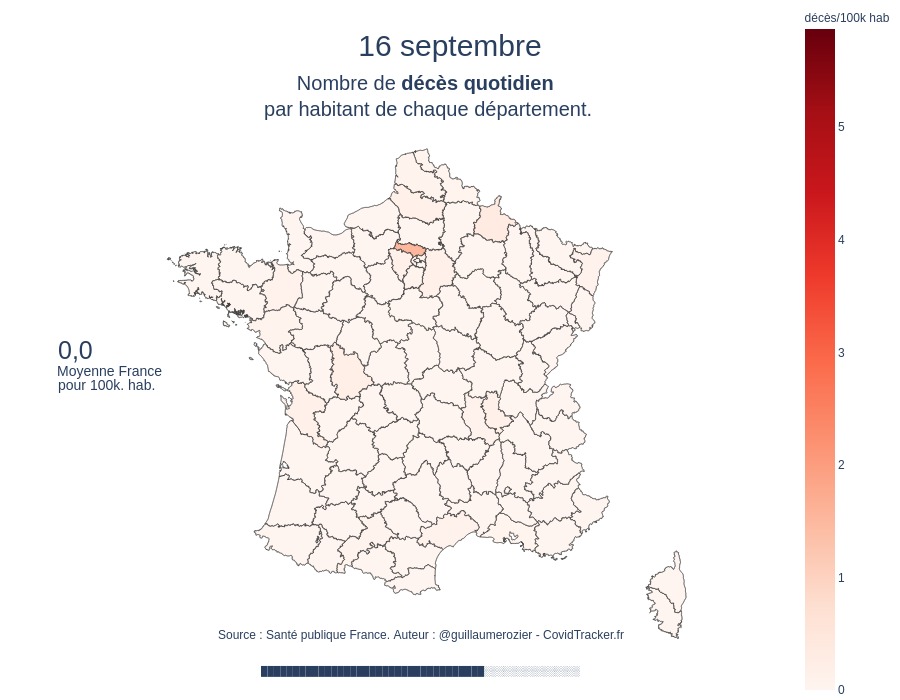 décès/100k hab
16 septembre
Nombre de décès quotidien
par habitant de chaque département.
5
4
3
2
1
0
0,0
Moyenne France
pour 100k. hab.
Source : Santé publique France. Auteur : @guillaumerozier - CovidTracker.fr